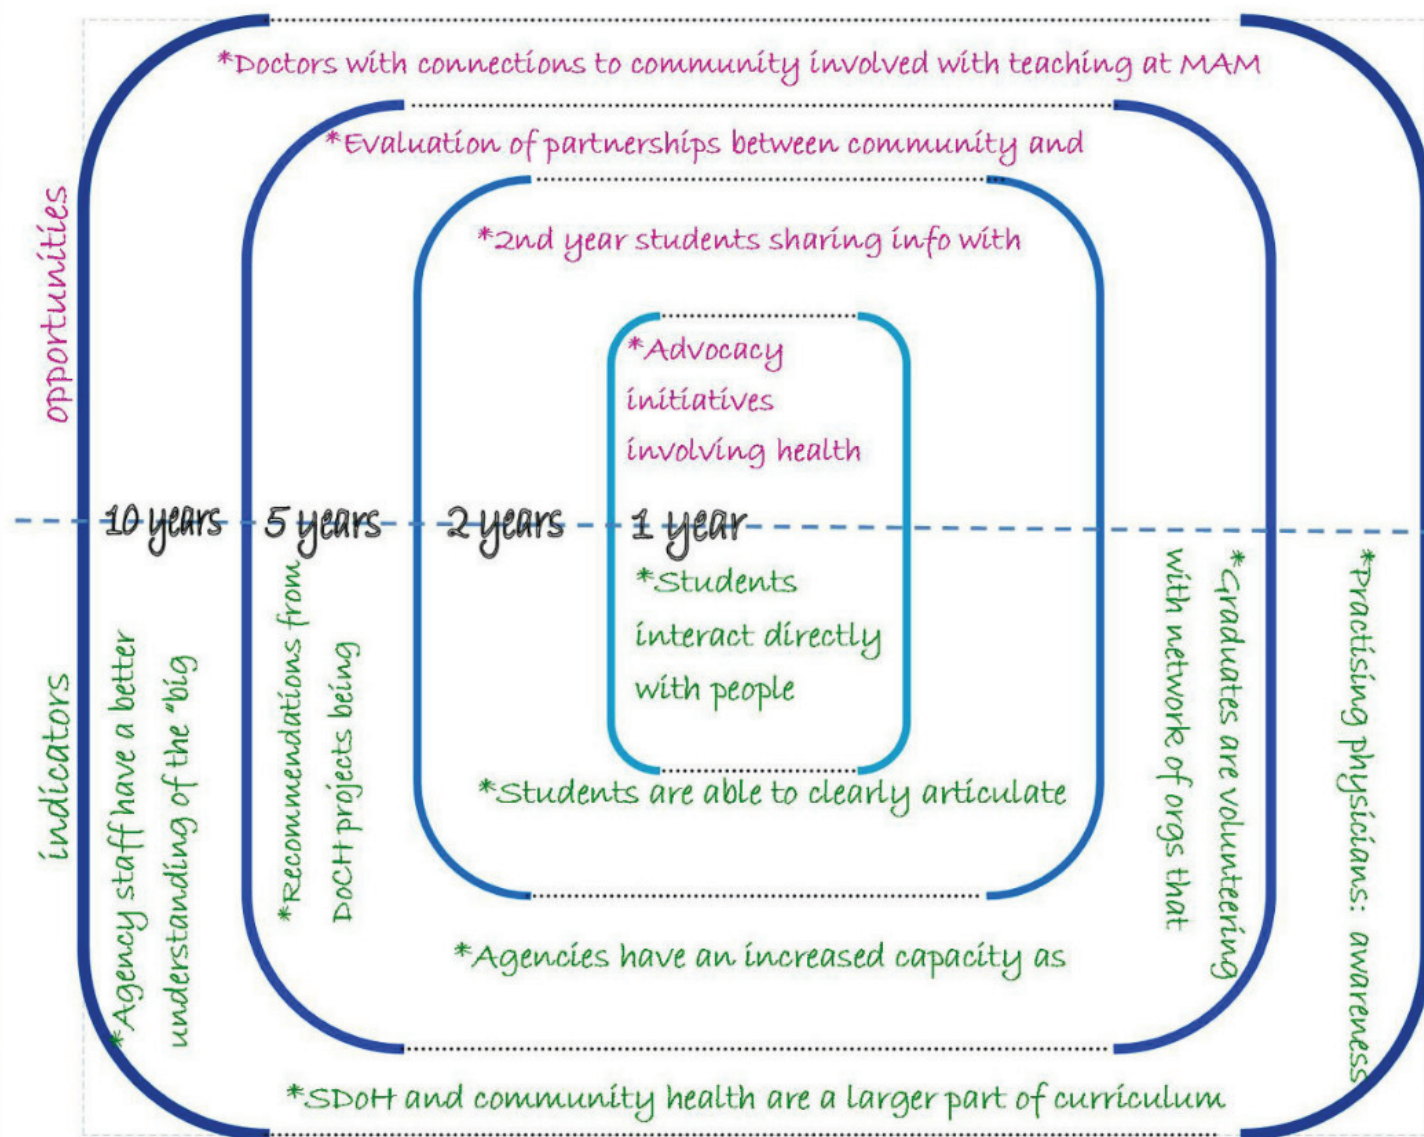 *Doctors with connections to community involved with teaching at MAM
*Evaluation of partnerships between community and
*2nd year students sharing info with
*Advocacy
initiatives
involving health
opportunities
10 years
5 years
2 years
1 year
indicators
*Students
interact directly
with people
*Students are able to clearly articulate
*Recommendations from
DOCH projects being
*Agencies have an increased capacity as
*Graduates are volunteering
with network of orgs that
*Agency staff have a better
understanding of the "big
*SDoH and community health are a larger part of curriculum
*Practising physicians: awareness